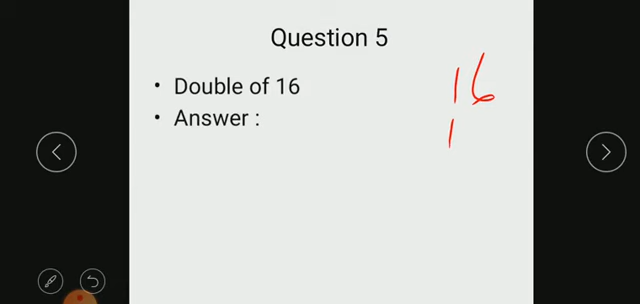 Question 5
• Double of 16
• Answer :
16
1